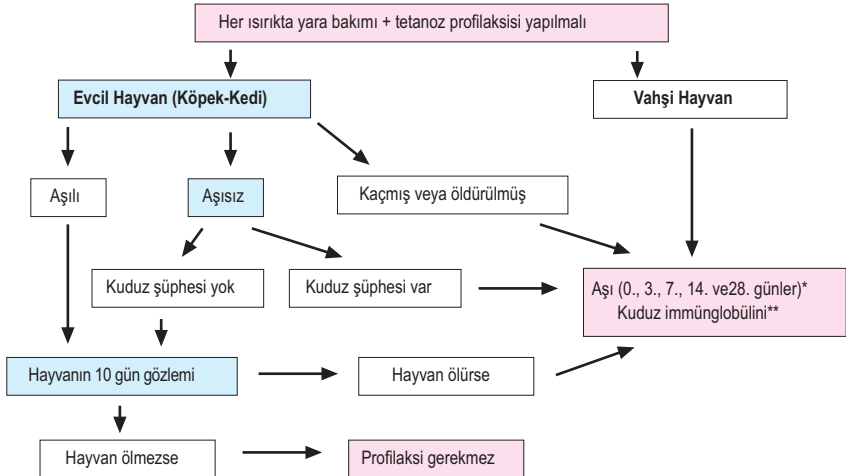 Her ısırıkta yara bakımı + tetanoz profilaksisi yapılmalı
Evcil Hayvan (Köpek-Kedi)
Vahşi Hayvan
Aşılı
Aşısız
Kaçmış veya öldürülmüş
Kuduz şüphesi yok
Kuduz şüphesi var
Aşı (0., 3., 7., 14. ve28. günler)*
Kuduz immünglobülini**
Hayvanın 10 gün gözlemi
Hayvan ölürse
Hayvan ölmezse
Profilaksi gerekmez